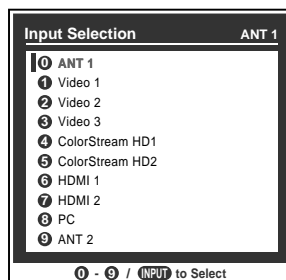 Input Selection ANT 1
0 ANT 1
1 Video 1
2 Video 2
3 Video 3
4 ColorStream HD1
5 ColorStream HD2
6 HDMI 1
7 HDMI 2
8 PC
9 ANT 2
0 - 9 / INPUT to Select